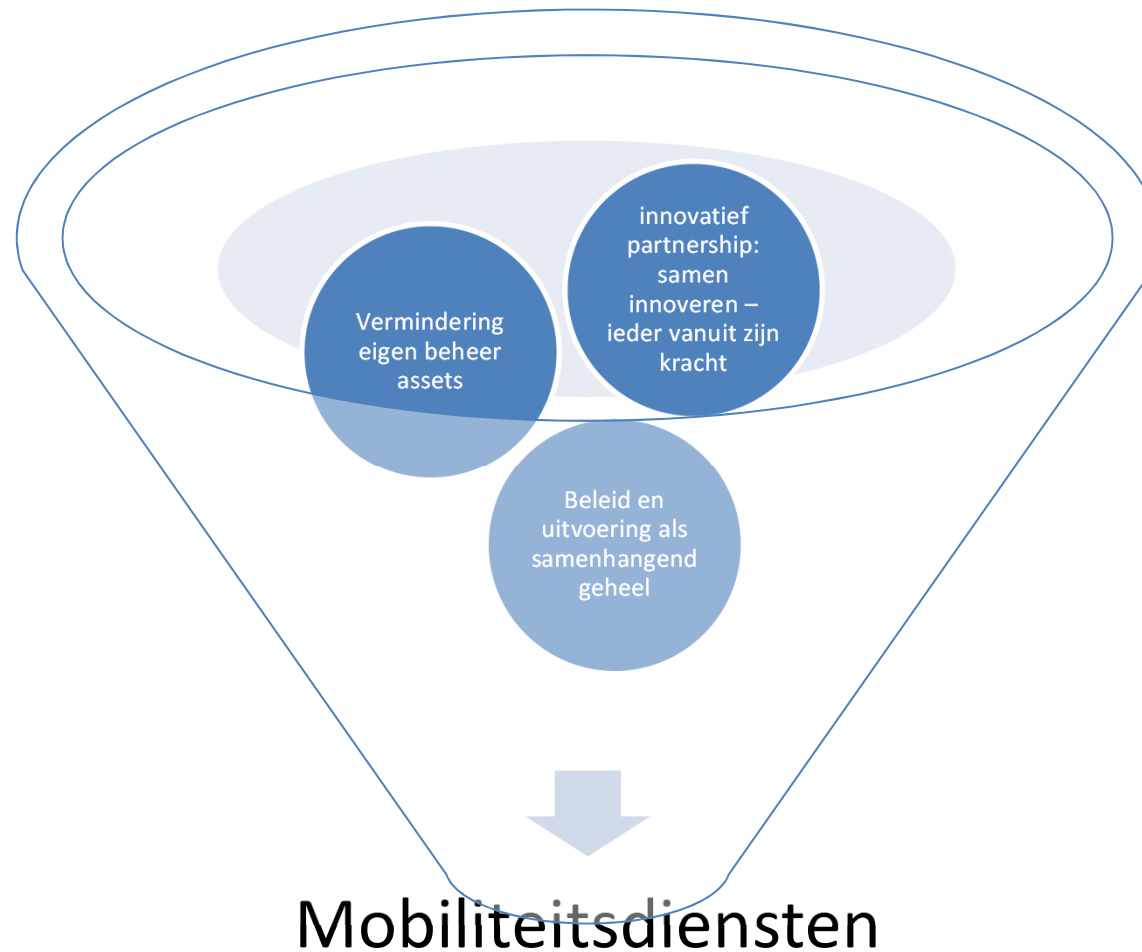 innovatief
partnership:
samen
innoveren –
ieder vanuit zijn
kracht
Vermindering
eigen beheer
assets
Beleid en
uitvoering als
samenhangend
geheel
Mobiliteitsdiensten